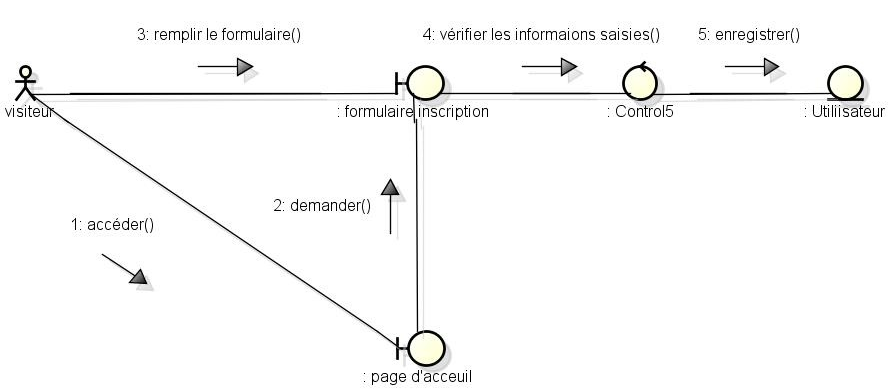 3: remplir le formulaire()
4: vérifier les informaions saisies()
5: enregistrer()
visiteur
: formulaire inscription
: Control5
: Utiliisateur
2: demander()
1: accéder()
: page d'acceuil